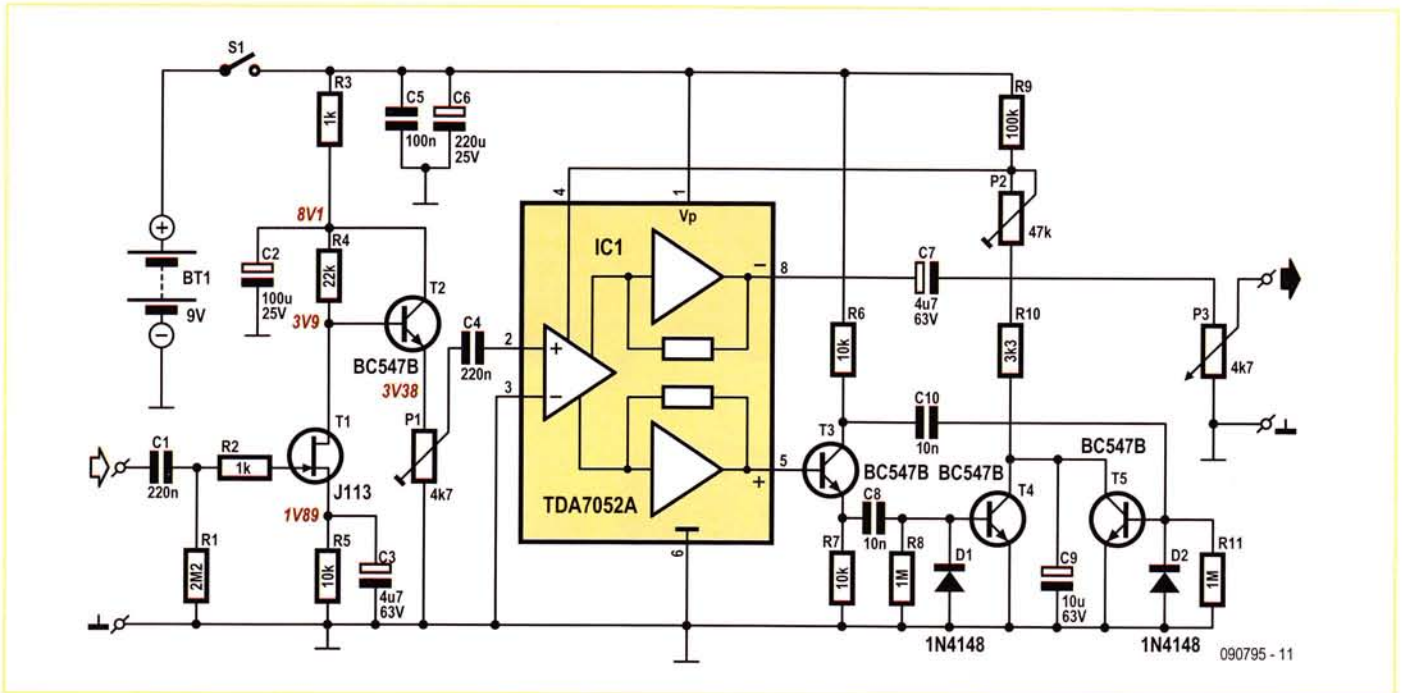 S1
R3
1k
C5
100n
C6
220u
25V
R9
100k
P2
47k
4
1
Vp
8V1
C2
100u
25V
R4
22k
T2
BC547B
3V9
3V38
BT1
9V
IC1
TDA7052A
2
3
8
5
6
C4
220n
P1
4k7
C1
220n
R2
1k
T1
J113
1V89
R1
2M2
R5
10k
C3
4u7
63V
C7
4u7
63V
P3
4k7
R6
10k
R10
3k3
C10
10n
T3
BC547B
BC547B
BC547B
T4
T5
C8
10n
R7
10k
R8
1M
D1
1N4148
C9
10u
63V
D2
1N4148
R11
1M
090795 - 11